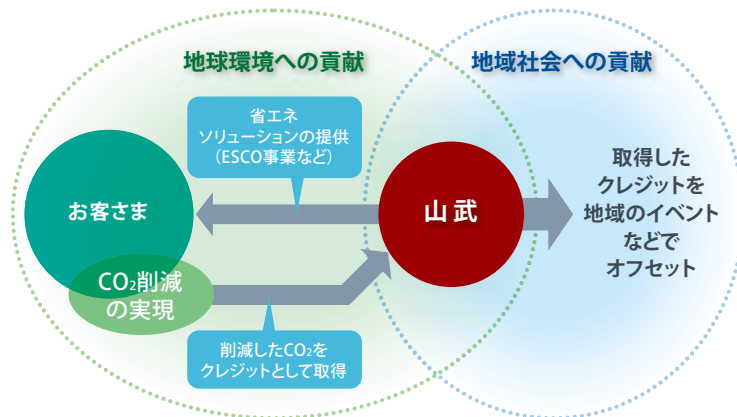 地球環境への貢献
地域社会への貢献
省エネ
ソリューションの提供
（ESCO事業など）
お客さま
山武
取得した
クレジットを
地域のイベント
などで
オフセット
CO₂削減
の実現
削減したCO₂を
クレジットとして取得